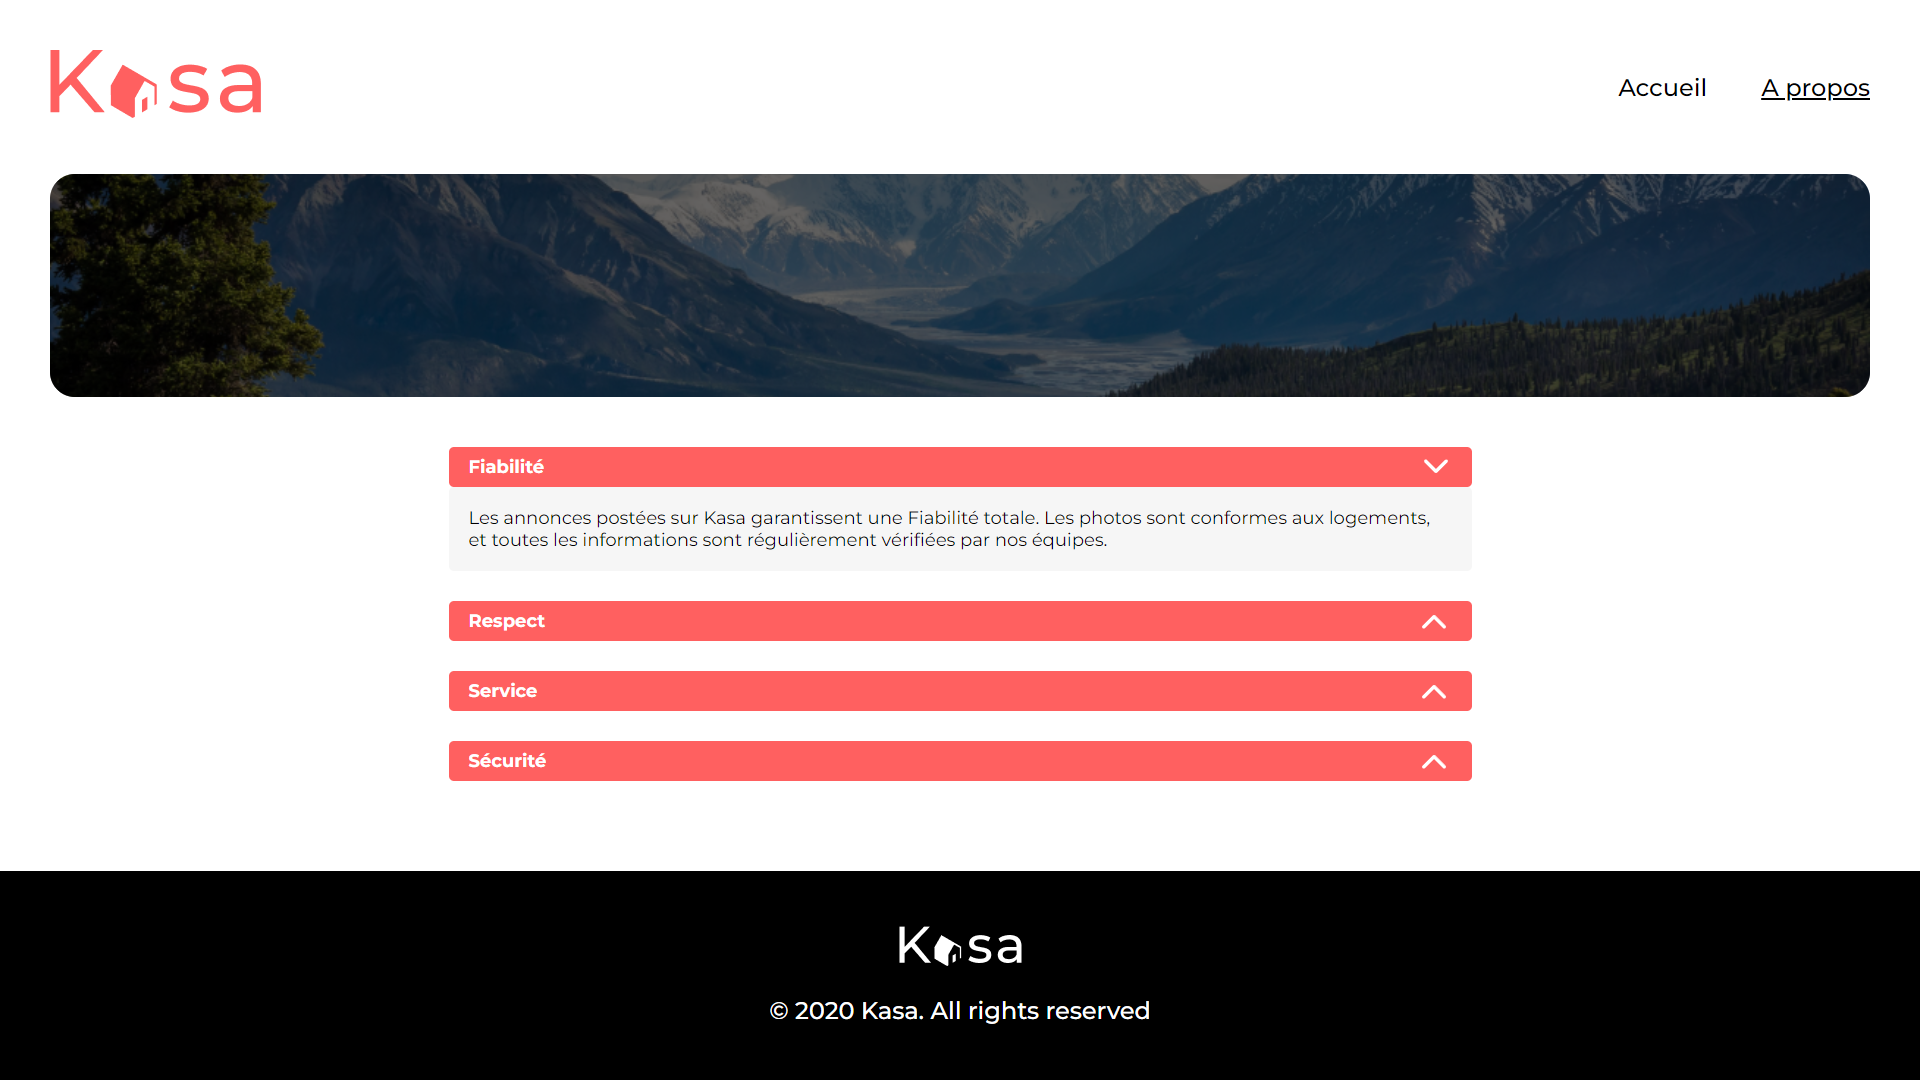 Kasa
Accueil
A propos
Fiabilité
Les annonces postées sur Kasa garantissent une Fiabilité totale. Les photos sont conformes aux logements,
et toutes les informations sont régulièrement vérifiées par nos équipes.
Respect
Service
Sécurité
Kasa
© 2020 Kasa. All rights reserved